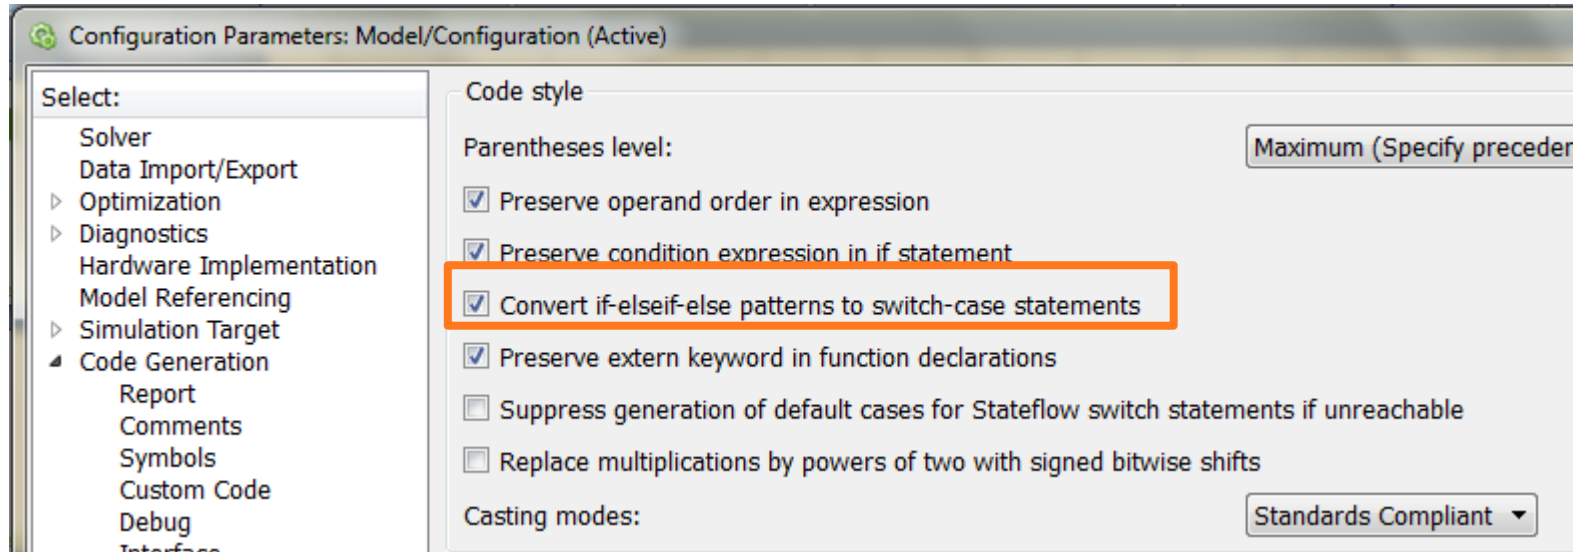 Configuration Parameters: Model/Configuration (Active)
Select:
Solver
Data Import/Export
Optimization
Diagnostics
Hardware Implementation
Model Referencing
Simulation Target
Code Generation
Report
Comments
Symbols
Custom Code
Debug
Interface
Code style
Parentheses level:
Maximum (Specify preceder
Preserve operand order in expression
Preserve condition expression in if statement
Convert if-elseif-else patterns to switch-case statements
Preserve extern keyword in function declarations
Suppress generation of default cases for Stateflow switch statements if unreachable
Replace multiplications by powers of two with signed bitwise shifts
Casting modes:
Standards Compliant